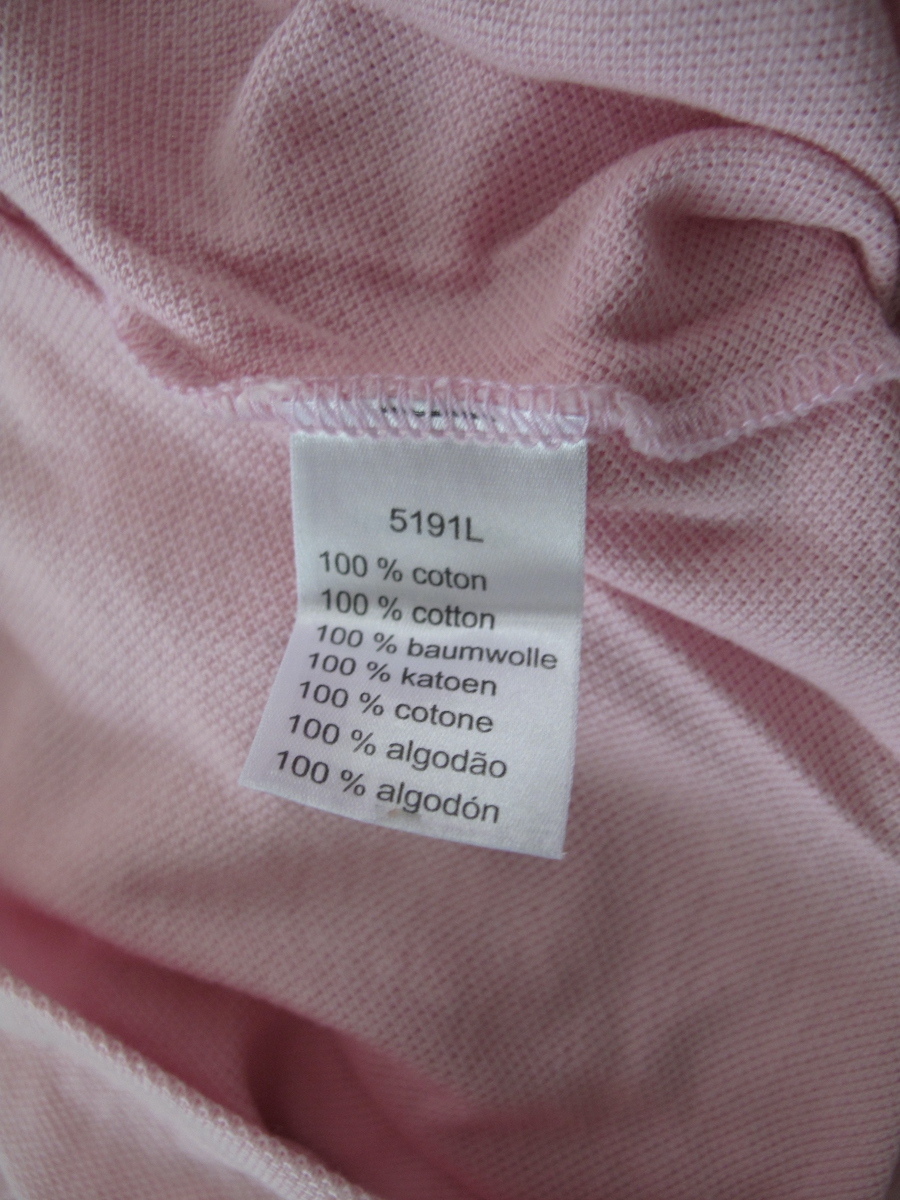 5191L
100 % coton
100 % cotton
100 % baumwolle
100 % katoen
100 % cotone
100 % algodão
100 % algodón